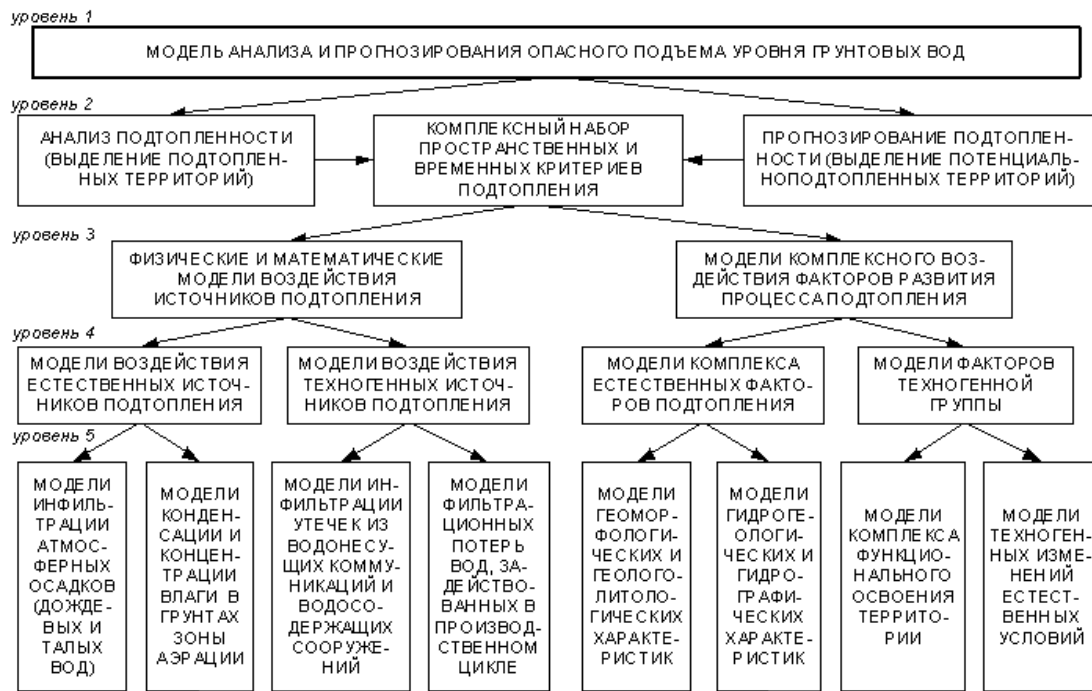 уровень 1
МОДЕЛЬ АНАЛИЗА И ПРОГНОЗИРОВАНИЯ ОПАСНОГО ПОДЪЕМА УРОВНЯ ГРУНТОВЫХ ВОД
уровень 2
АНАЛИЗ ПОДТОПЛЕННОСТИ
(ВЫДЕЛЕНИЕ ПОДТОПЛЕН-
НЫХ ТЕРРИТОРИЙ)
КОМПЛЕКСНЫЙ НАБОР
ПРОСТРАНСТВЕННЫХ И
ВРЕМЕННЫХ КРИТЕРИЕВ
ПОДТОПЛЕНИЯ
ПРОГНОЗИРОВАНИЕ ПОДТОПЛЕН-
НОСТИ (ВЫДЕЛЕНИЕ ПОТЕНЦИАЛЬ-
НОПОДТОПЛЕННЫХ ТЕРРИТОРИЙ)
уровень 3
ФИЗИЧЕСКИЕ И МАТЕМАТИЧЕСКИЕ
МОДЕЛИ ВОЗДЕЙСТВИЯ
ИСТОЧНИКОВ ПОДТОПЛЕНИЯ
МОДЕЛИ КОМПЛЕКСНОГО ВОЗ-
ДЕЙСТВИЯ ФАКТОРОВ РАЗВИТИЯ
ПРОЦЕССА ПОДТОПЛЕНИЯ
уровень 4
МОДЕЛИ ВОЗДЕЙСТВИЯ
ЕСТЕСТВЕННЫХ ИСТОЧ-
НИКОВ ПОДТОПЛЕНИЯ
МОДЕЛИ ВОЗДЕЙСТВИЯ
ТЕХНОГЕННЫХ ИСТОЧ-
НИКОВ ПОДТОПЛЕНИЯ
МОДЕЛИ КОМПЛЕКСА
ЕСТЕСТВЕННЫХ ФАКТО-
РОВ ПОДТОПЛЕНИЯ
МОДЕЛИ ФАКТОРОВ
ТЕХНОГЕННОЙ
ГРУППЫ
уровень 5
МОДЕЛИ
ИНФИЛЬ-
ТРАЦИИ
АТМОС-
ФЕРНЫХ
ОСАДКОВ
(ДОЖДЕ-
ВЫХ И
ТАЛЫХ
ВОД)
МОДЕЛИ
КОНДЕН-
САЦИИ И
КОНЦЕН-
ТРАЦИИ
ВЛАГИ В
ГРУНТАХ
ЗОНЫ
АЭРАЦИИ
МОДЕЛИ ИН-
ФИЛЬТРАЦИИ
УТЕЧЕК ИЗ
ВОДОНЕСУ-
ЩИХ КОММУ-
НИКАЦИЙ И
ВОДОСО-
ДЕРЖАЩИХ
СООРУЖЕ-
НИЙ
МОДЕЛИ
ФИЛЬТРА-
ЦИОННЫХ
ПОТЕРЬ
ВОД, ЗА-
ДЕЙСТВО-
ВАННЫХ В
ПРОИЗВОД-
СТВЕННОМ
ЦИКЛЕ
МОДЕЛИ
ГЕОМОР-
ФОЛОГИ-
ЧЕСКИХ И
ГЕОЛОГО-
ЛИТОЛО-
ГИЧЕСКИХ
ХАРАКТЕ-
РИСТИК
МОДЕЛИ
ГИДРОГЕ-
ОЛОГИ-
ЧЕСКИХ И
ГИДРО-
ГРАФИ-
ЧЕСКИХ
ХАРАКТЕ-
РИСТИК
МОДЕЛИ
КОМПЛЕКСА
ФУНКЦИО-
НАЛЬНОГО
ОСВОЕНИЯ
ТЕРРИТО-
РИИ
МОДЕЛИ
ТЕХНОГЕН-
НЫХ ИЗМЕ-
НЕНИЙ
ЕСТЕСТ-
ВЕННЫХ
УСЛОВИЙ